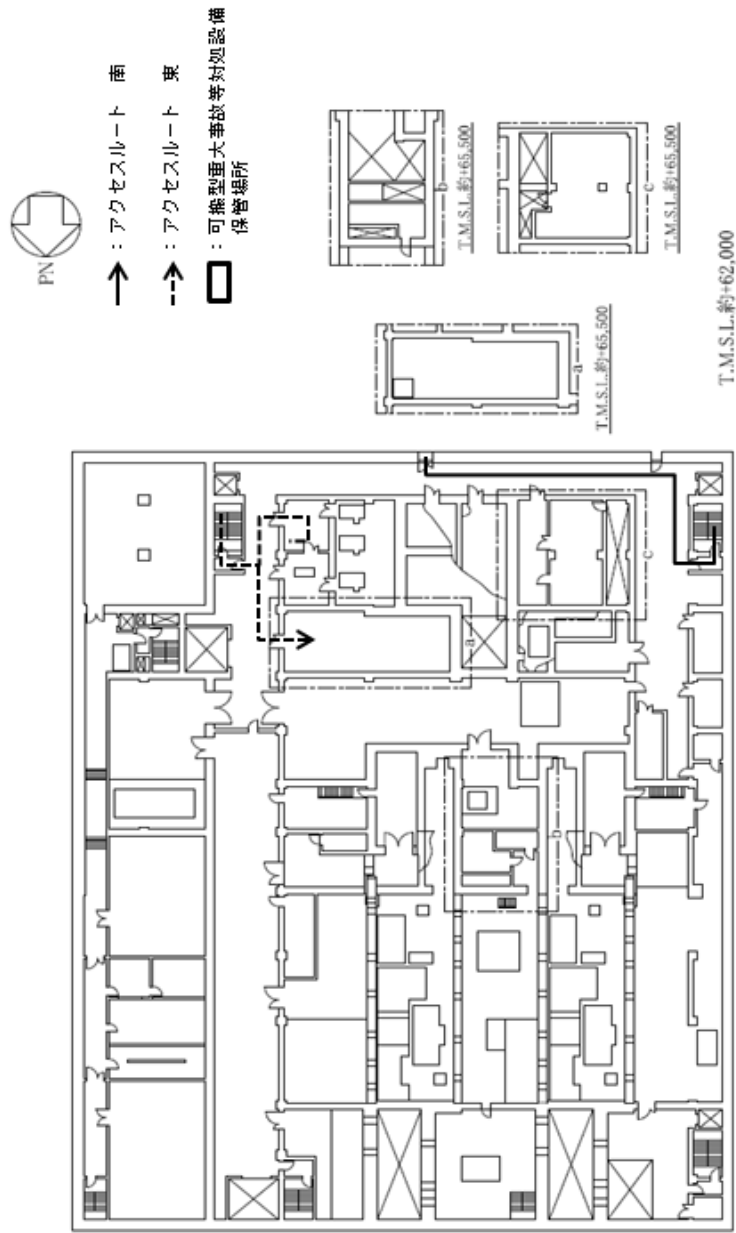 PN
：アクセスルート 南
：アクセスルート 東
：可搬型重大事故等対処設備
保管場所
b
T.M.S.L.約+65,500
c
T.M.S.L.約+65,500
a
T.M.S.L.約+65,500
T.M.S.L.約+62,000
a
c
b